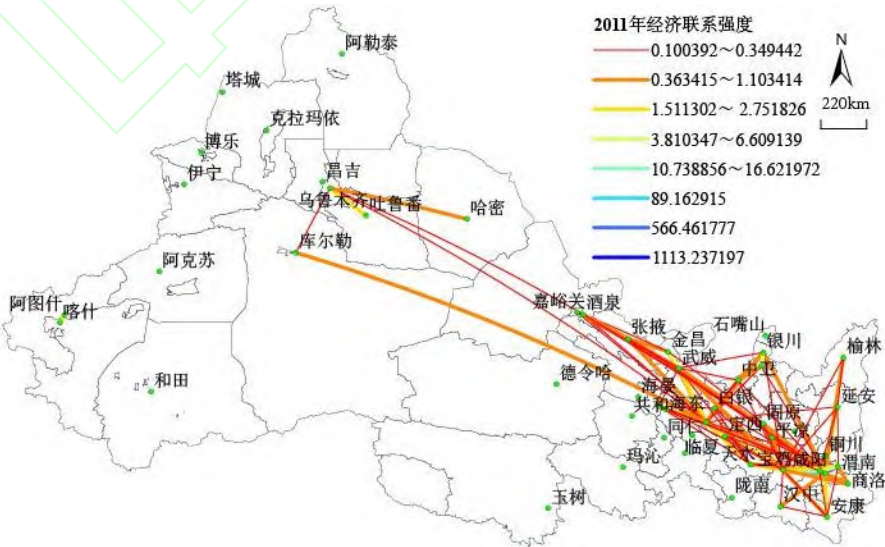 2011年经济联系强度
0.100392～0.349442
0.363415～1.103414
1.511302～2.751826
3.810347～6.609139
10.738856～16.621972
89.162915
566.461777
1113.237197
N
220km
阿勒泰
塔城
克拉玛依
博乐
伊宁
昌吉
乌鲁木齐
吐鲁番
哈密
库尔勒
阿克苏
阿图什
喀什
和田
嘉峪关
酒泉
张掖
金昌
石嘴山
银川
榆林
武威
中卫
德令哈
海晏
白银
延安
共和
海东
固原
同仁
定西
平凉
铜川
临夏
天水
宝鸡
咸阳
渭南
玛沁
商洛
陇南
汉中
安康
玉树